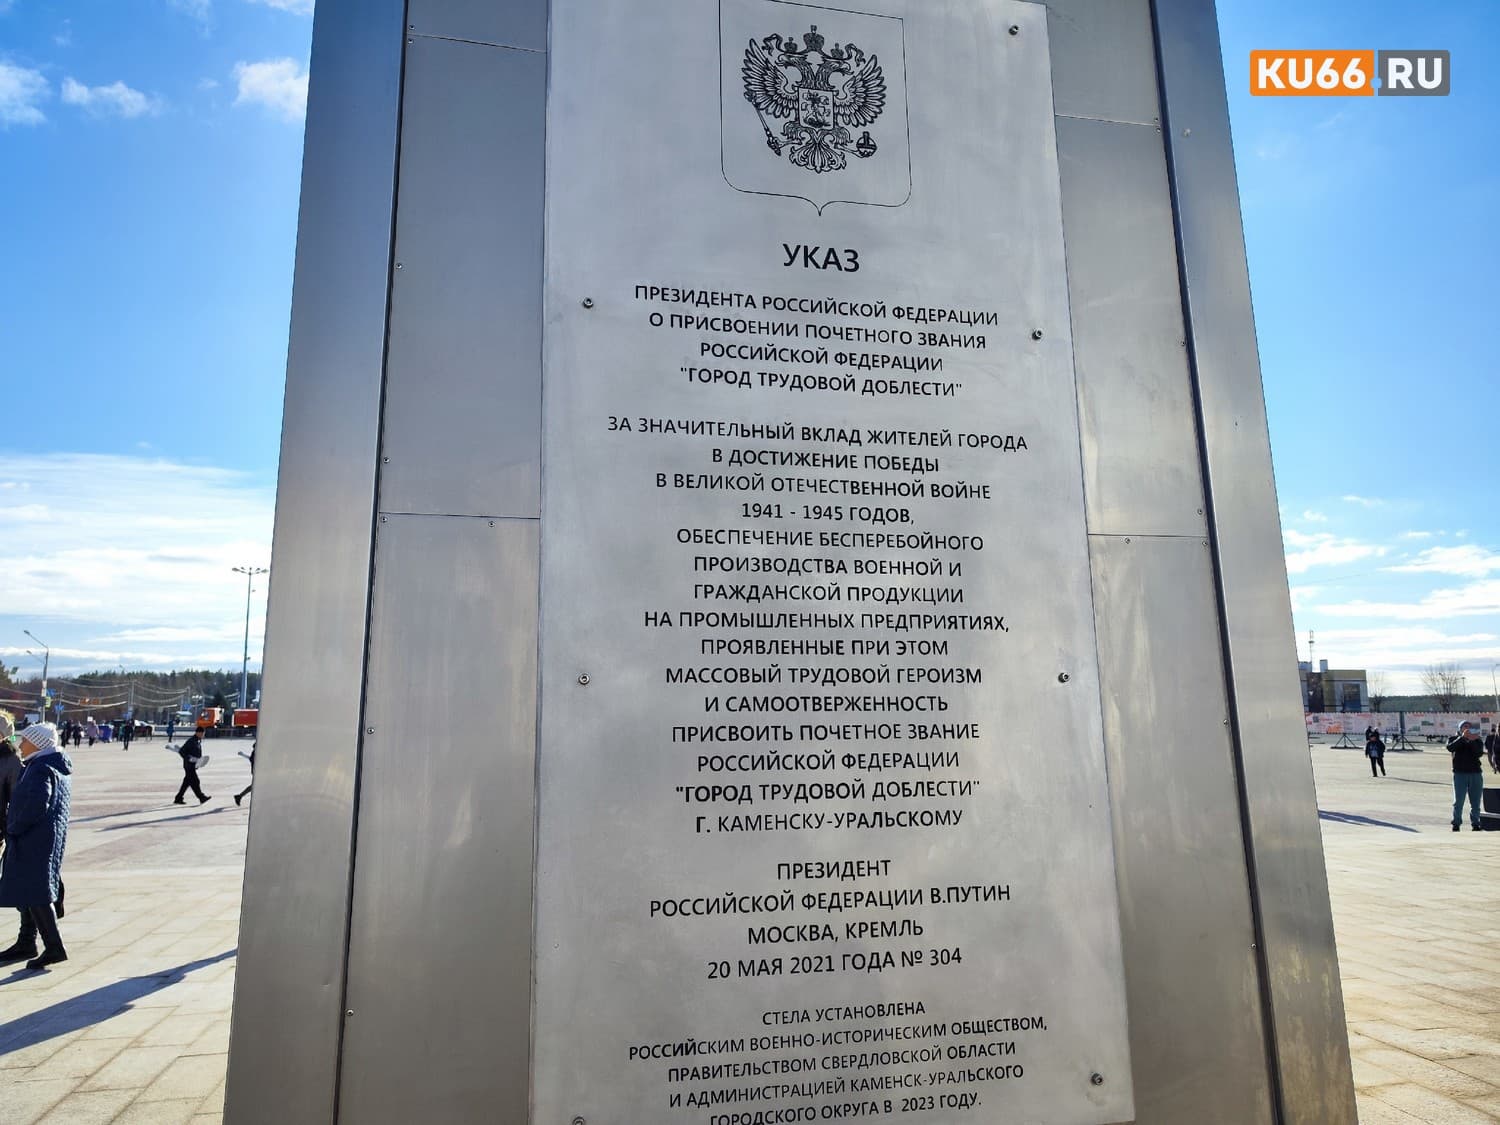 KU66.RU
УКАЗ
ПРЕЗИДЕНТА РОССИЙСКОЙ ФЕДЕРАЦИИ
О ПРИСВОЕНИИ ПОЧЕТНОГО ЗВАНИЯ
РОССИЙСКОЙ ФЕДЕРАЦИИ
"ГОРОД ТРУДОВОЙ ДОБЛЕСТИ"
ЗА ЗНАЧИТЕЛЬНЫЙ ВКЛАД ЖИТЕЛЕЙ ГОРОДА
В ДОСТИЖЕНИЕ ПОБЕДЫ
В ВЕЛИКОЙ ОТЕЧЕСТВЕННОЙ ВОЙНЕ
1941 - 1945 ГОДОВ,
ОБЕСПЕЧЕНИЕ БЕСПЕРЕБОЙНОГО
ПРОИЗВОДСТВА ВОЕННОЙ И
ГРАЖДАНСКОЙ ПРОДУКЦИИ
НА ПРОМЫШЛЕННЫХ ПРЕДПРИЯТИЯХ,
ПРОЯВЛЕННЫЕ ПРИ ЭТОМ
МАССОВЫЙ ТРУДОВОЙ ГЕРОИЗМ
И САМООТВЕРЖЕННОСТЬ
ПРИСВОИТЬ ПОЧЕТНОЕ ЗВАНИЕ
РОССИЙСКОЙ ФЕДЕРАЦИИ
"ГОРОД ТРУДОВОЙ ДОБЛЕСТИ"
Г. КАМЕНСКУ-УРАЛЬСКОМУ
ПРЕЗИДЕНТ
РОССИЙСКОЙ ФЕДЕРАЦИИ В.ПУТИН
МОСКВА, КРЕМЛЬ
20 МАЯ 2021 ГОДА № 304
СТЕЛА УСТАНОВЛЕНА
РОССИЙСКИМ ВОЕННО-ИСТОРИЧЕСКИМ ОБЩЕСТВОМ,
ПРАВИТЕЛЬСТВОМ СВЕРДЛОВСКОЙ ОБЛАСТИ
И АДМИНИСТРАЦИЕЙ КАМЕНСК-УРАЛЬСКОГО
ГОРОДСКОГО ОКРУГА В 2023 ГОДУ.